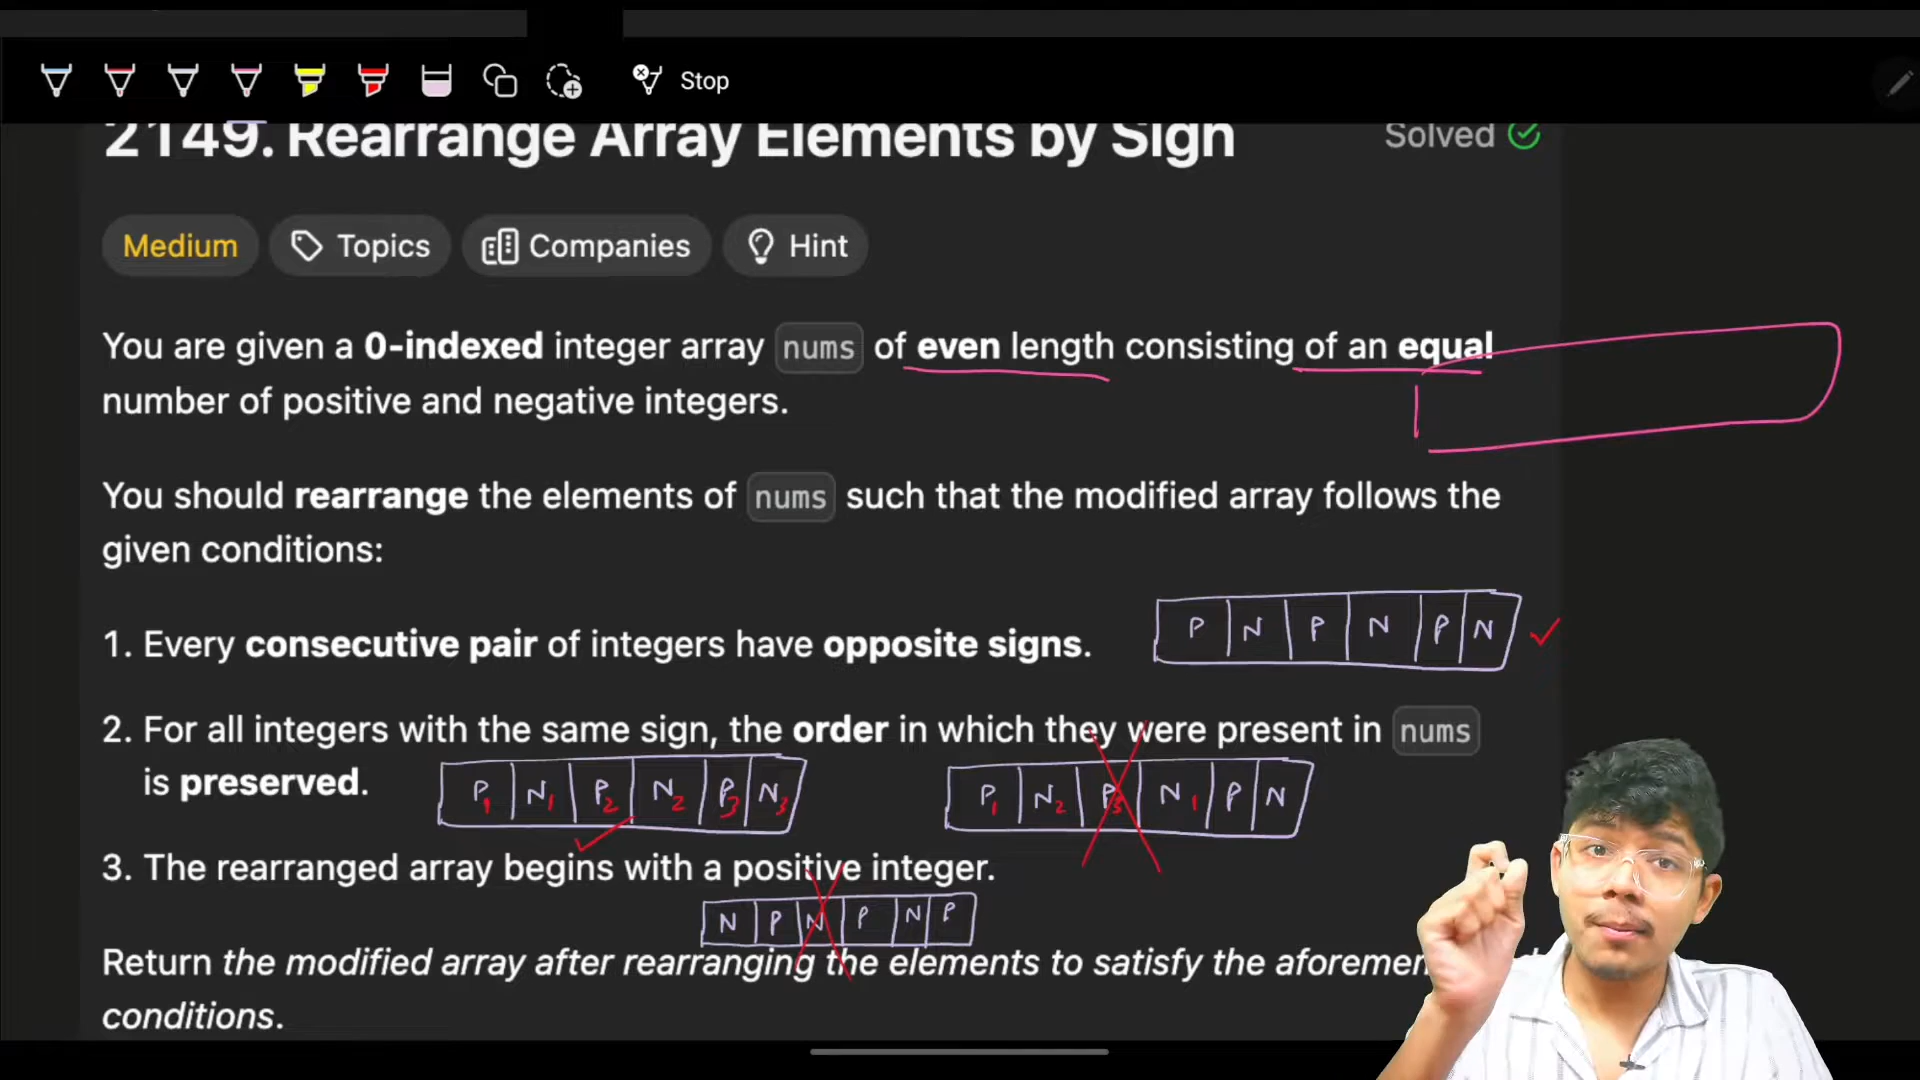 Stop
2149. Rearrange Array Elements by Sign
Solved
Medium Topics Companies Hint
You are given a 0-indexed integer array nums of even length consisting of an equal
number of positive and negative integers.
You should rearrange the elements of nums such that the modified array follows the
given conditions:
P N P N P N
1. Every consecutive pair of integers have opposite signs.
2. For all integers with the same sign, the order in which they were present in nums
is preserved.
P1 N1 P2 N2 P3 N3
P1 N2 P3 N1 P N
3. The rearranged array begins with a positive integer.
N P N P N P
Return the modified array after rearranging the elements to satisfy the
conditions.